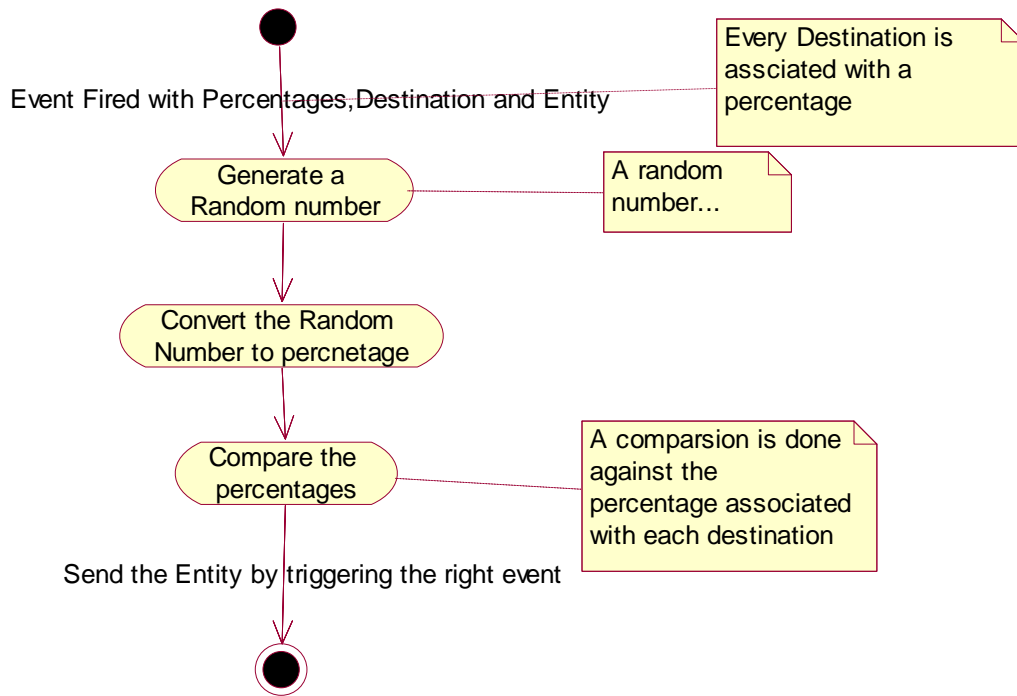 Every Destination is
assciated with a
percentage
Event Fired with Percentages,Destination and Entity
Generate a
Random number
A random
number...
Convert the Random
Number to percnetage
Compare the
percentages
A comparsion is done
against the
percentage associated
with each destination
Send the Entity by triggering the right event